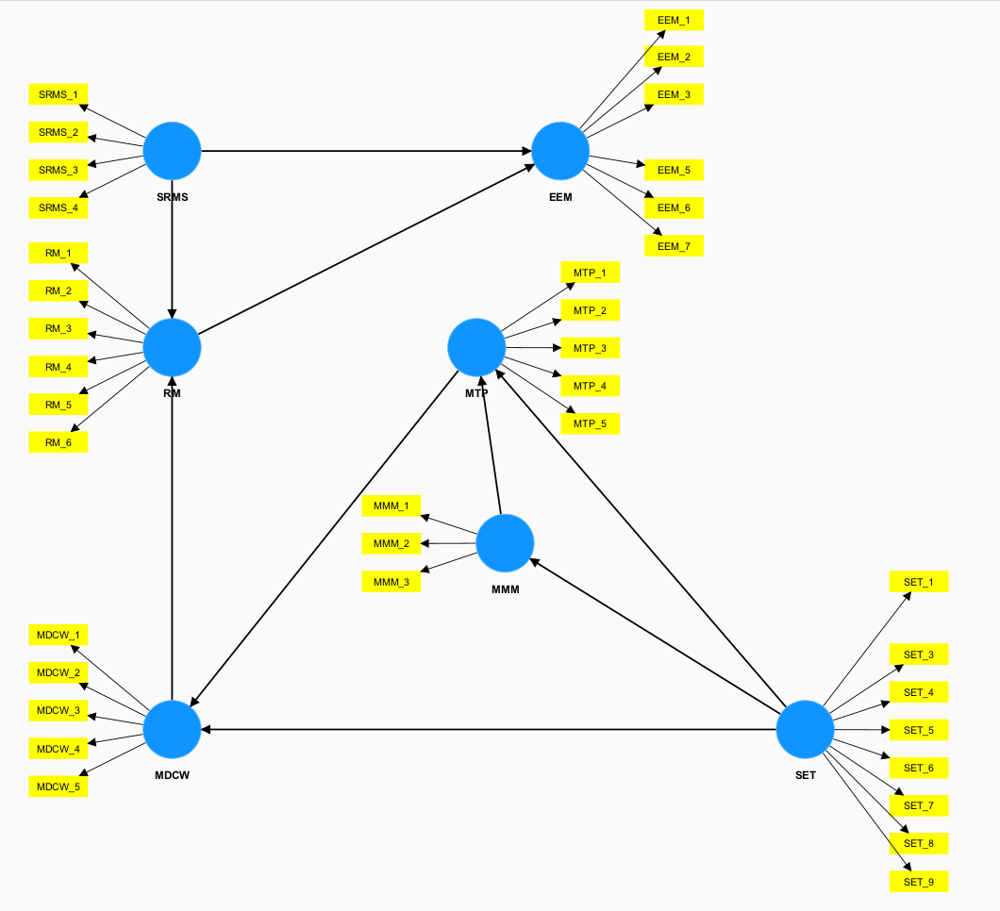 EEM_1
EEM_2
EEM_3
EEM_5
EEM_6
EEM_7
EEM
SRMS_1
SRMS_2
SRMS_3
SRMS_4
SRMS
RM_1
RM_2
RM_3
RM_4
RM_5
RM_6
RM
MTP_1
MTP_2
MTP_3
MTP_4
MTP_5
MTP
MMM_1
MMM_2
MMM_3
MMM
MDCW_1
MDCW_2
MDCW_3
MDCW_4
MDCW_5
MDCW
SET_1
SET_3
SET_4
SET_5
SET_6
SET_7
SET_8
SET_9
SET